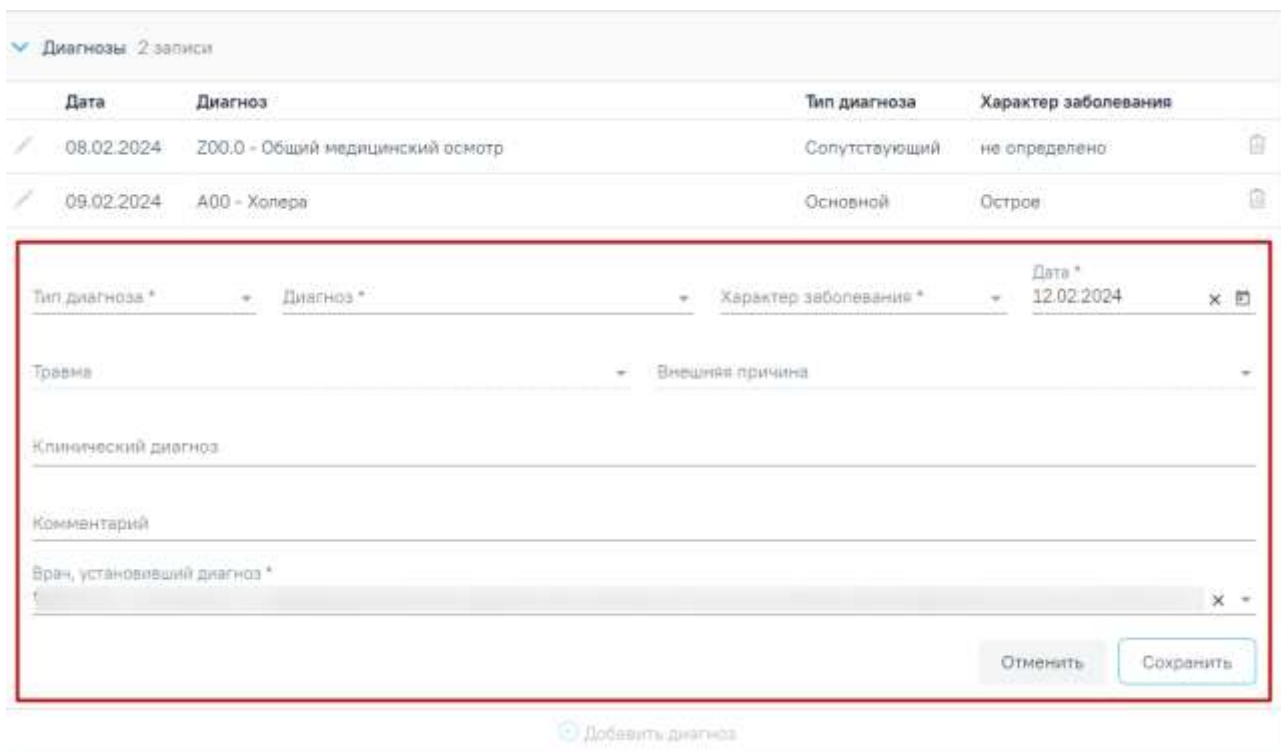 Диагнозы 2 записи
Дата Диагноз Тип диагноза Характер заболевания
08.02.2024 Z00.0 - Общий медицинский осмотр Сопутствующий не определено
09.02.2024 A00 - Холера Основной Острое
Дата *
Тип диагноза * Диагноз * Характер заболевания * 12.02.2024
Травма Внешняя причина
Клинический диагноз
Комментарий
Врач, установивший диагноз *
Отменить Сохранить
Добавить диагноз